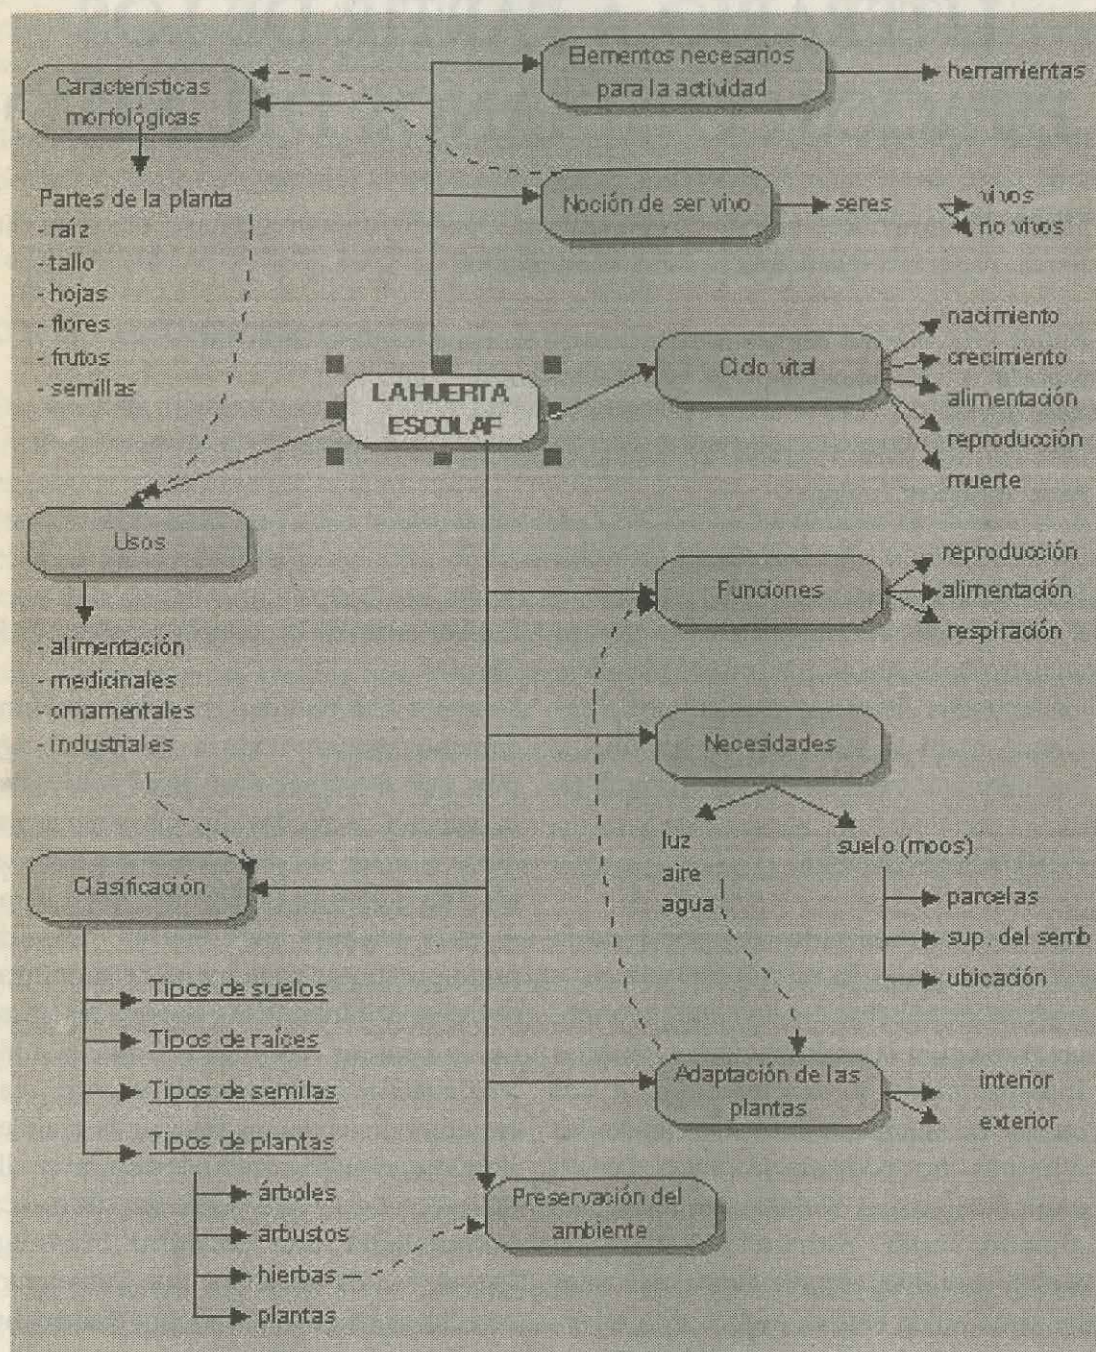 Elementos necesarios
para la actividad
herramientas
Características
morfológicas
Noción de ser vivo
seres
vivos
no vivos
Partes de la planta
- raíz
- tallo
- hojas
- flores
- frutos
- semillas
LA HUERTA
ESCOLAF
Ciclo vital
nacimiento
crecimiento
alimentación
reproducción
muerte
Usos
- alimentación
- medicinales
- ornamentales
- industriales
Funciones
reproducción
alimentación
respiración
Necesidades
luz
aire
agua
suelo (moos)
parcelas
sup. del semb
ubicación
Clasificación
Tipos de suelos
Tipos de raíces
Tipos de semilas
Tipos de plantas
árboles
arbustos
hierbas
plantas
Adaptación de las
plantas
interior
exterior
Preservación del
ambiente